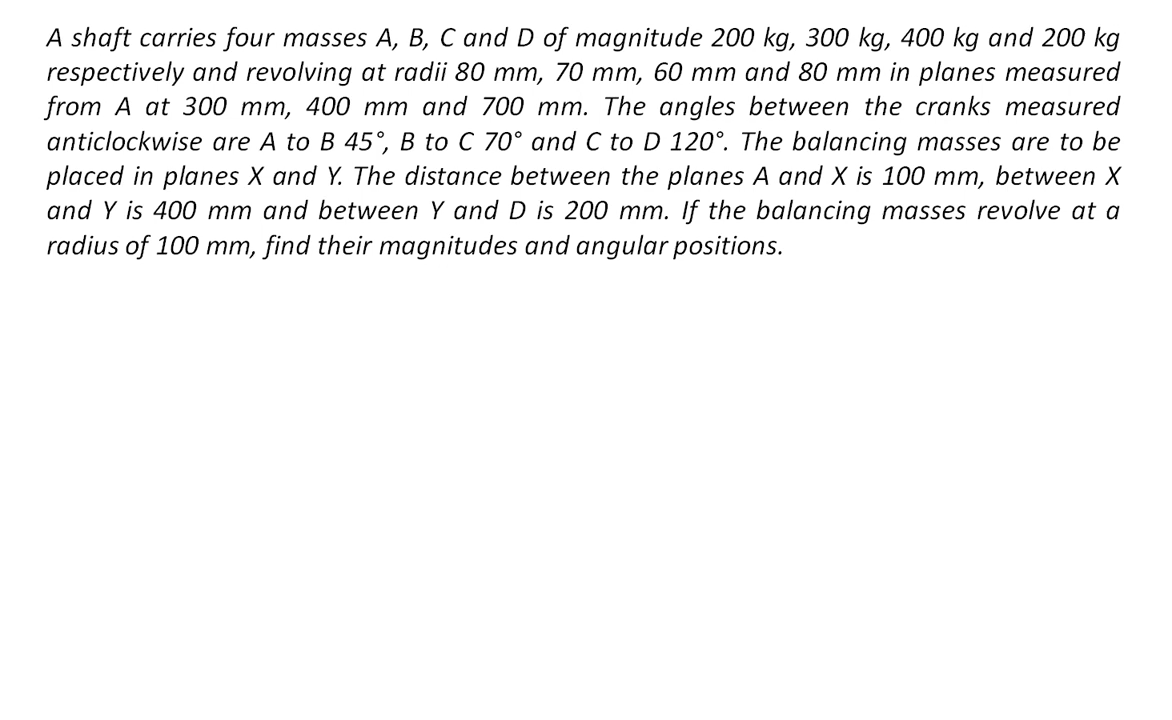 A shaft carries four masses A, B, C and D of magnitude 200 kg, 300 kg, 400 kg and 200 kg
respectively and revolving at radii 80 mm, 70 mm, 60 mm and 80 mm in planes measured
from A at 300 mm, 400 mm and 700 mm. The angles between the cranks measured
anticlockwise are A to B 45°, B to C 70° and C to D 120°. The balancing masses are to be
placed in planes X and Y. The distance between the planes A and X is 100 mm, between X
and Y is 400 mm and between Y and D is 200 mm. If the balancing masses revolve at a
radius of 100 mm, find their magnitudes and angular positions.